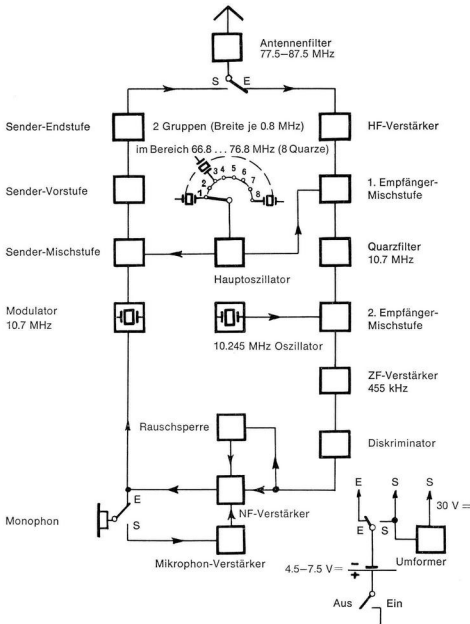 Antennenfilter
77.5–87.5 MHz
S E
Sender-Endstufe
2 Gruppen (Breite je 0.8 MHz)
HF-Verstärker
im Bereich 66.8 ... 76.8 MHz (8 Quarze)
1 2 3 4 5 6 7 8
Sender-Vorstufe
1. Empfänger-
Mischstufe
Sender-Mischstufe
Hauptoszillator
Quarzfilter
10.7 MHz
Modulator
10.7 MHz
10.245 MHz Oszillator
2. Empfänger-
Mischstufe
ZF-Verstärker
455 kHz
Rauschsperre
Diskriminator
E
S
Monophon
NF-Verstärker
Mikrophon-Verstärker
E S S
30 V =
E S
Umformer
4.5–7.5 V =
–
+
Aus Ein